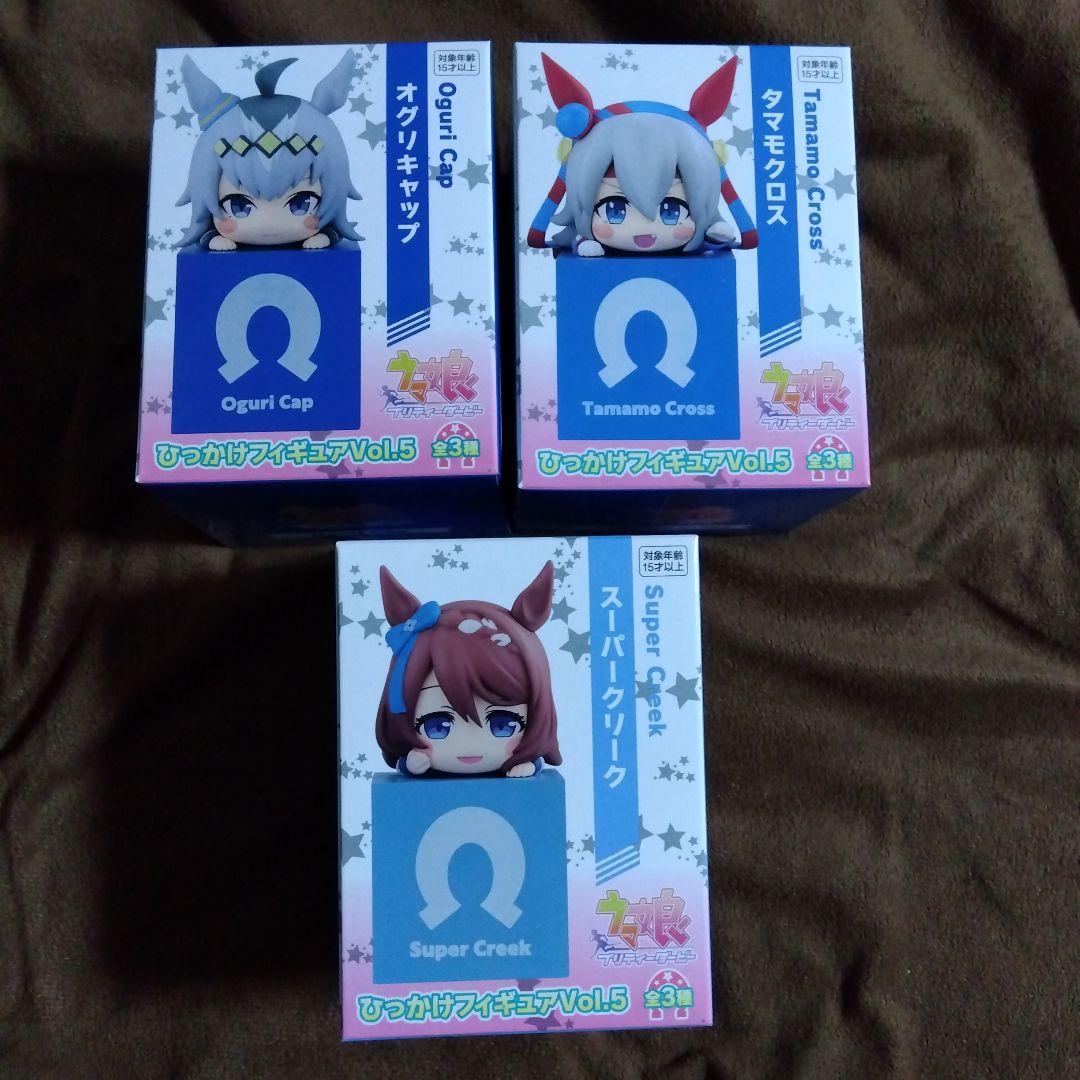 対象年齢
15才以上
Oguri Cap
オグリキャップ
Oguri Cap
ウマ娘
プリティーダービー
ひっかけフィギュアVol.5
全3種
対象年齢
15才以上
Tamamo Cross
タマモクロス
Tamamo Cross
ウマ娘
プリティーダービー
ひっかけフィギュアVol.5
全3種
対象年齢
15才以上
Super Creek
スーパークリーク
Super Creek
ウマ娘
プリティーダービー
ひっかけフィギュアVol.5
全3種